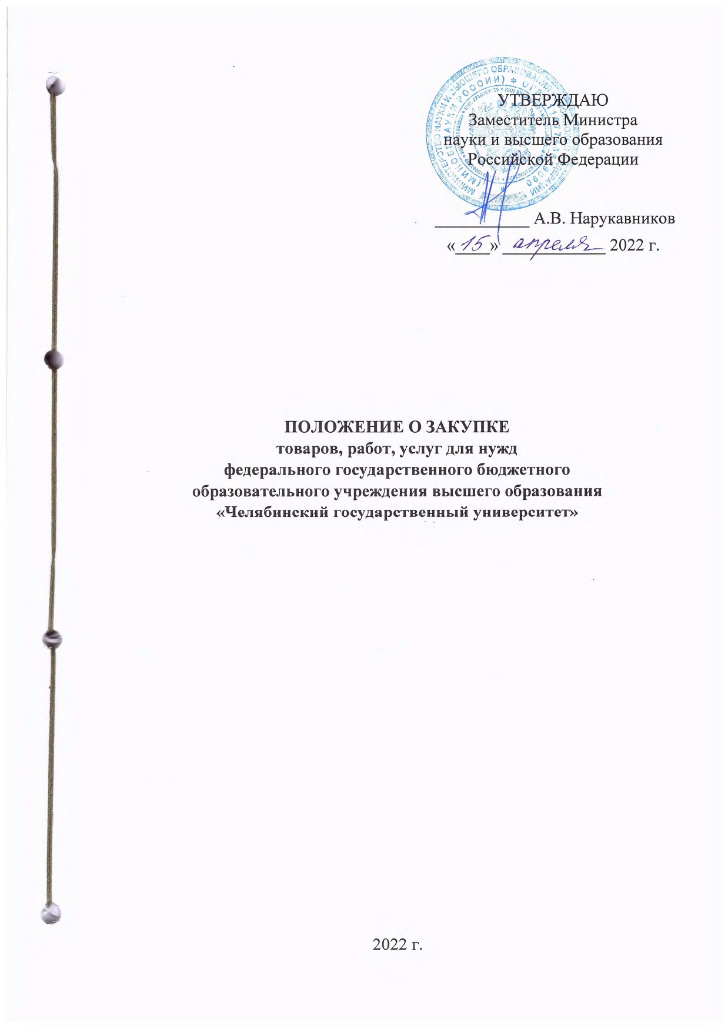 УТВЕРЖДАЮ
Заместитель Министра
науки и высшего образования
Российской Федерации
____________ А.В. Нарукавников
« 15 » апреля 2022 г.
ПОЛОЖЕНИЕ О ЗАКУПКЕ
товаров, работ, услуг для нужд
федерального государственного бюджетного
образовательного учреждения высшего образования
«Челябинский государственный университет»
2022 г.